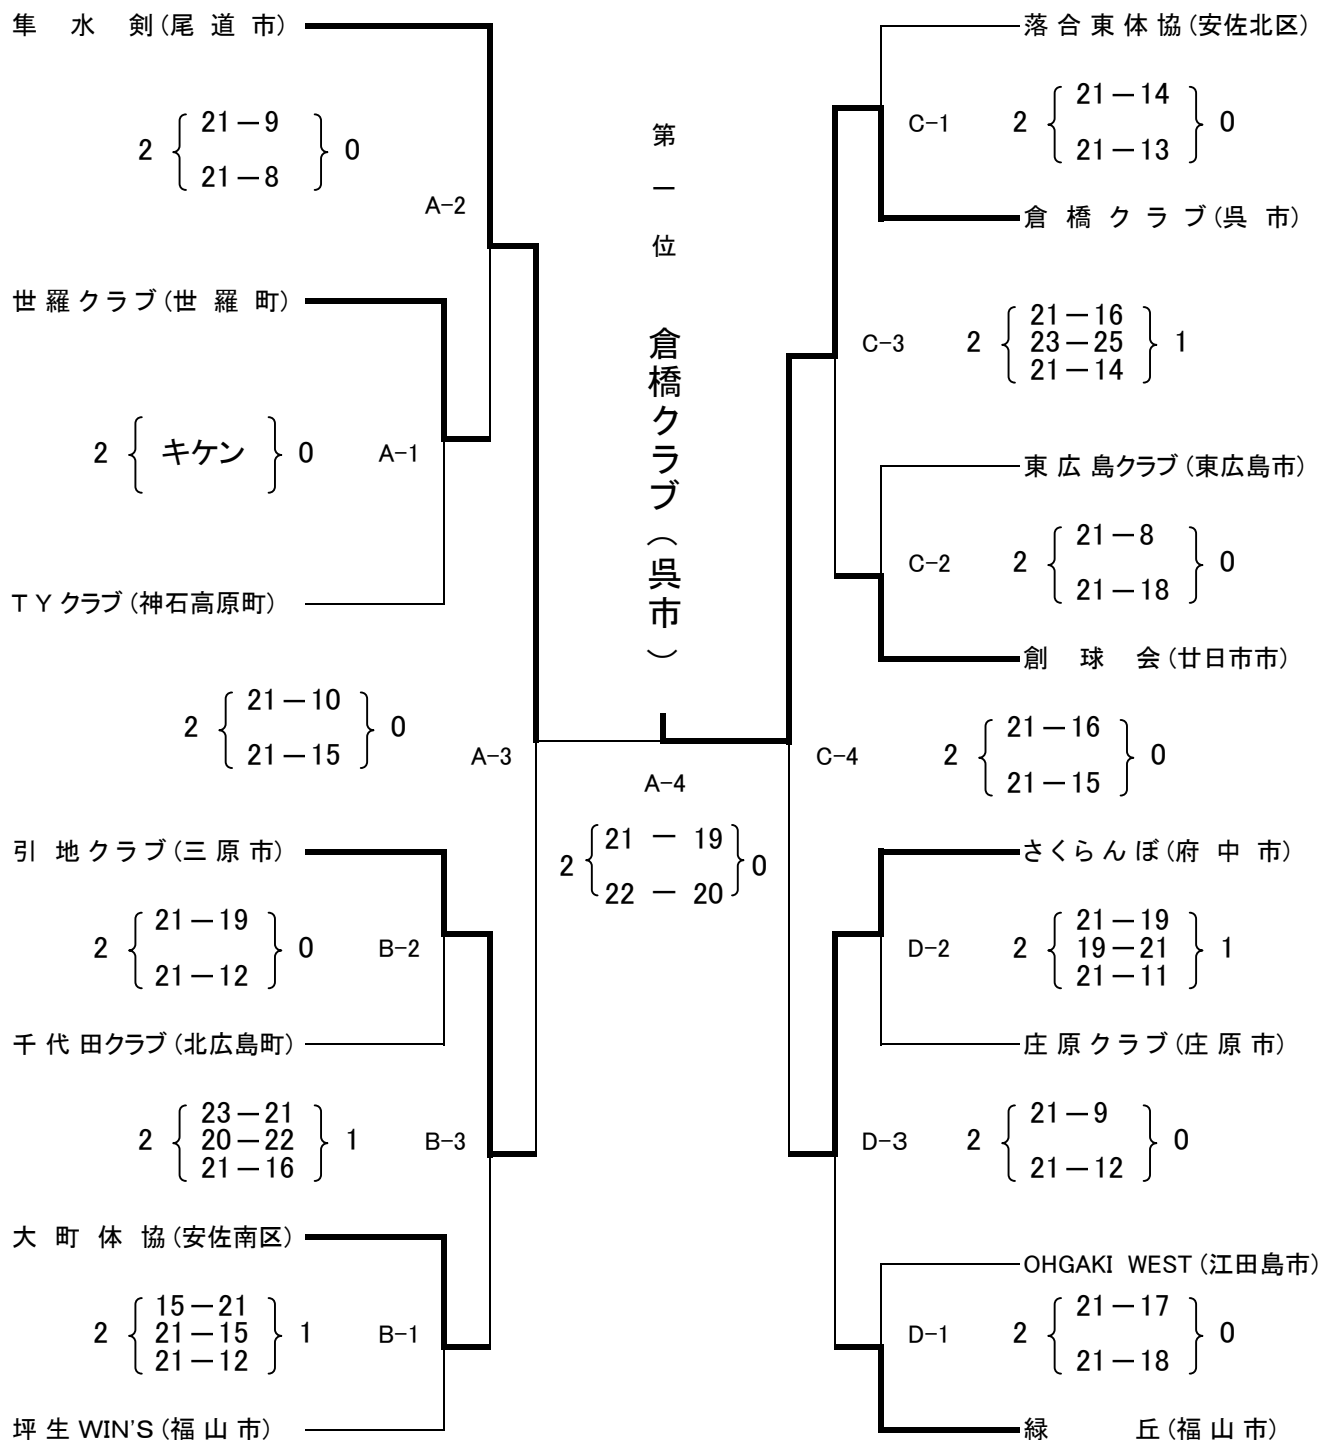 隼水剣(尾道市)
2 { 21－9 } 0
21－8
A-2
世羅クラブ(世羅町)
2 { キケン } 0
A-1
TYクラブ(神石高原町)
2 { 21－10 } 0
21－15
A-3
引地クラブ(三原市)
2 { 21－19 } 0
21－12
B-2
千代田クラブ(北広島町)
2 { 23－21
20－22 } 1
21－16
B-3
大町体協(安佐南区)
2 { 15－21
21－15 } 1
21－12
B-1
坪生WIN'S(福山市)
第一位 倉橋クラブ(呉市)
A-4
2 { 21 － 19 } 0
22 － 20
落合東体協(安佐北区)
C-1
2 { 21－14 } 0
21－13
倉橋クラブ(呉市)
C-3
2 { 21－16
23－25 } 1
21－14
東広島クラブ(東広島市)
C-2
2 { 21－8 } 0
21－18
創球会(廿日市市)
C-4
2 { 21－16 } 0
21－15
さくらんぼ(府中市)
D-2
2 { 21－19
19－21 } 1
21－11
庄原クラブ(庄原市)
D-3
2 { 21－9 } 0
21－12
OHGAKI WEST(江田島市)
D-1
2 { 21－17 } 0
21－18
緑丘(福山市)